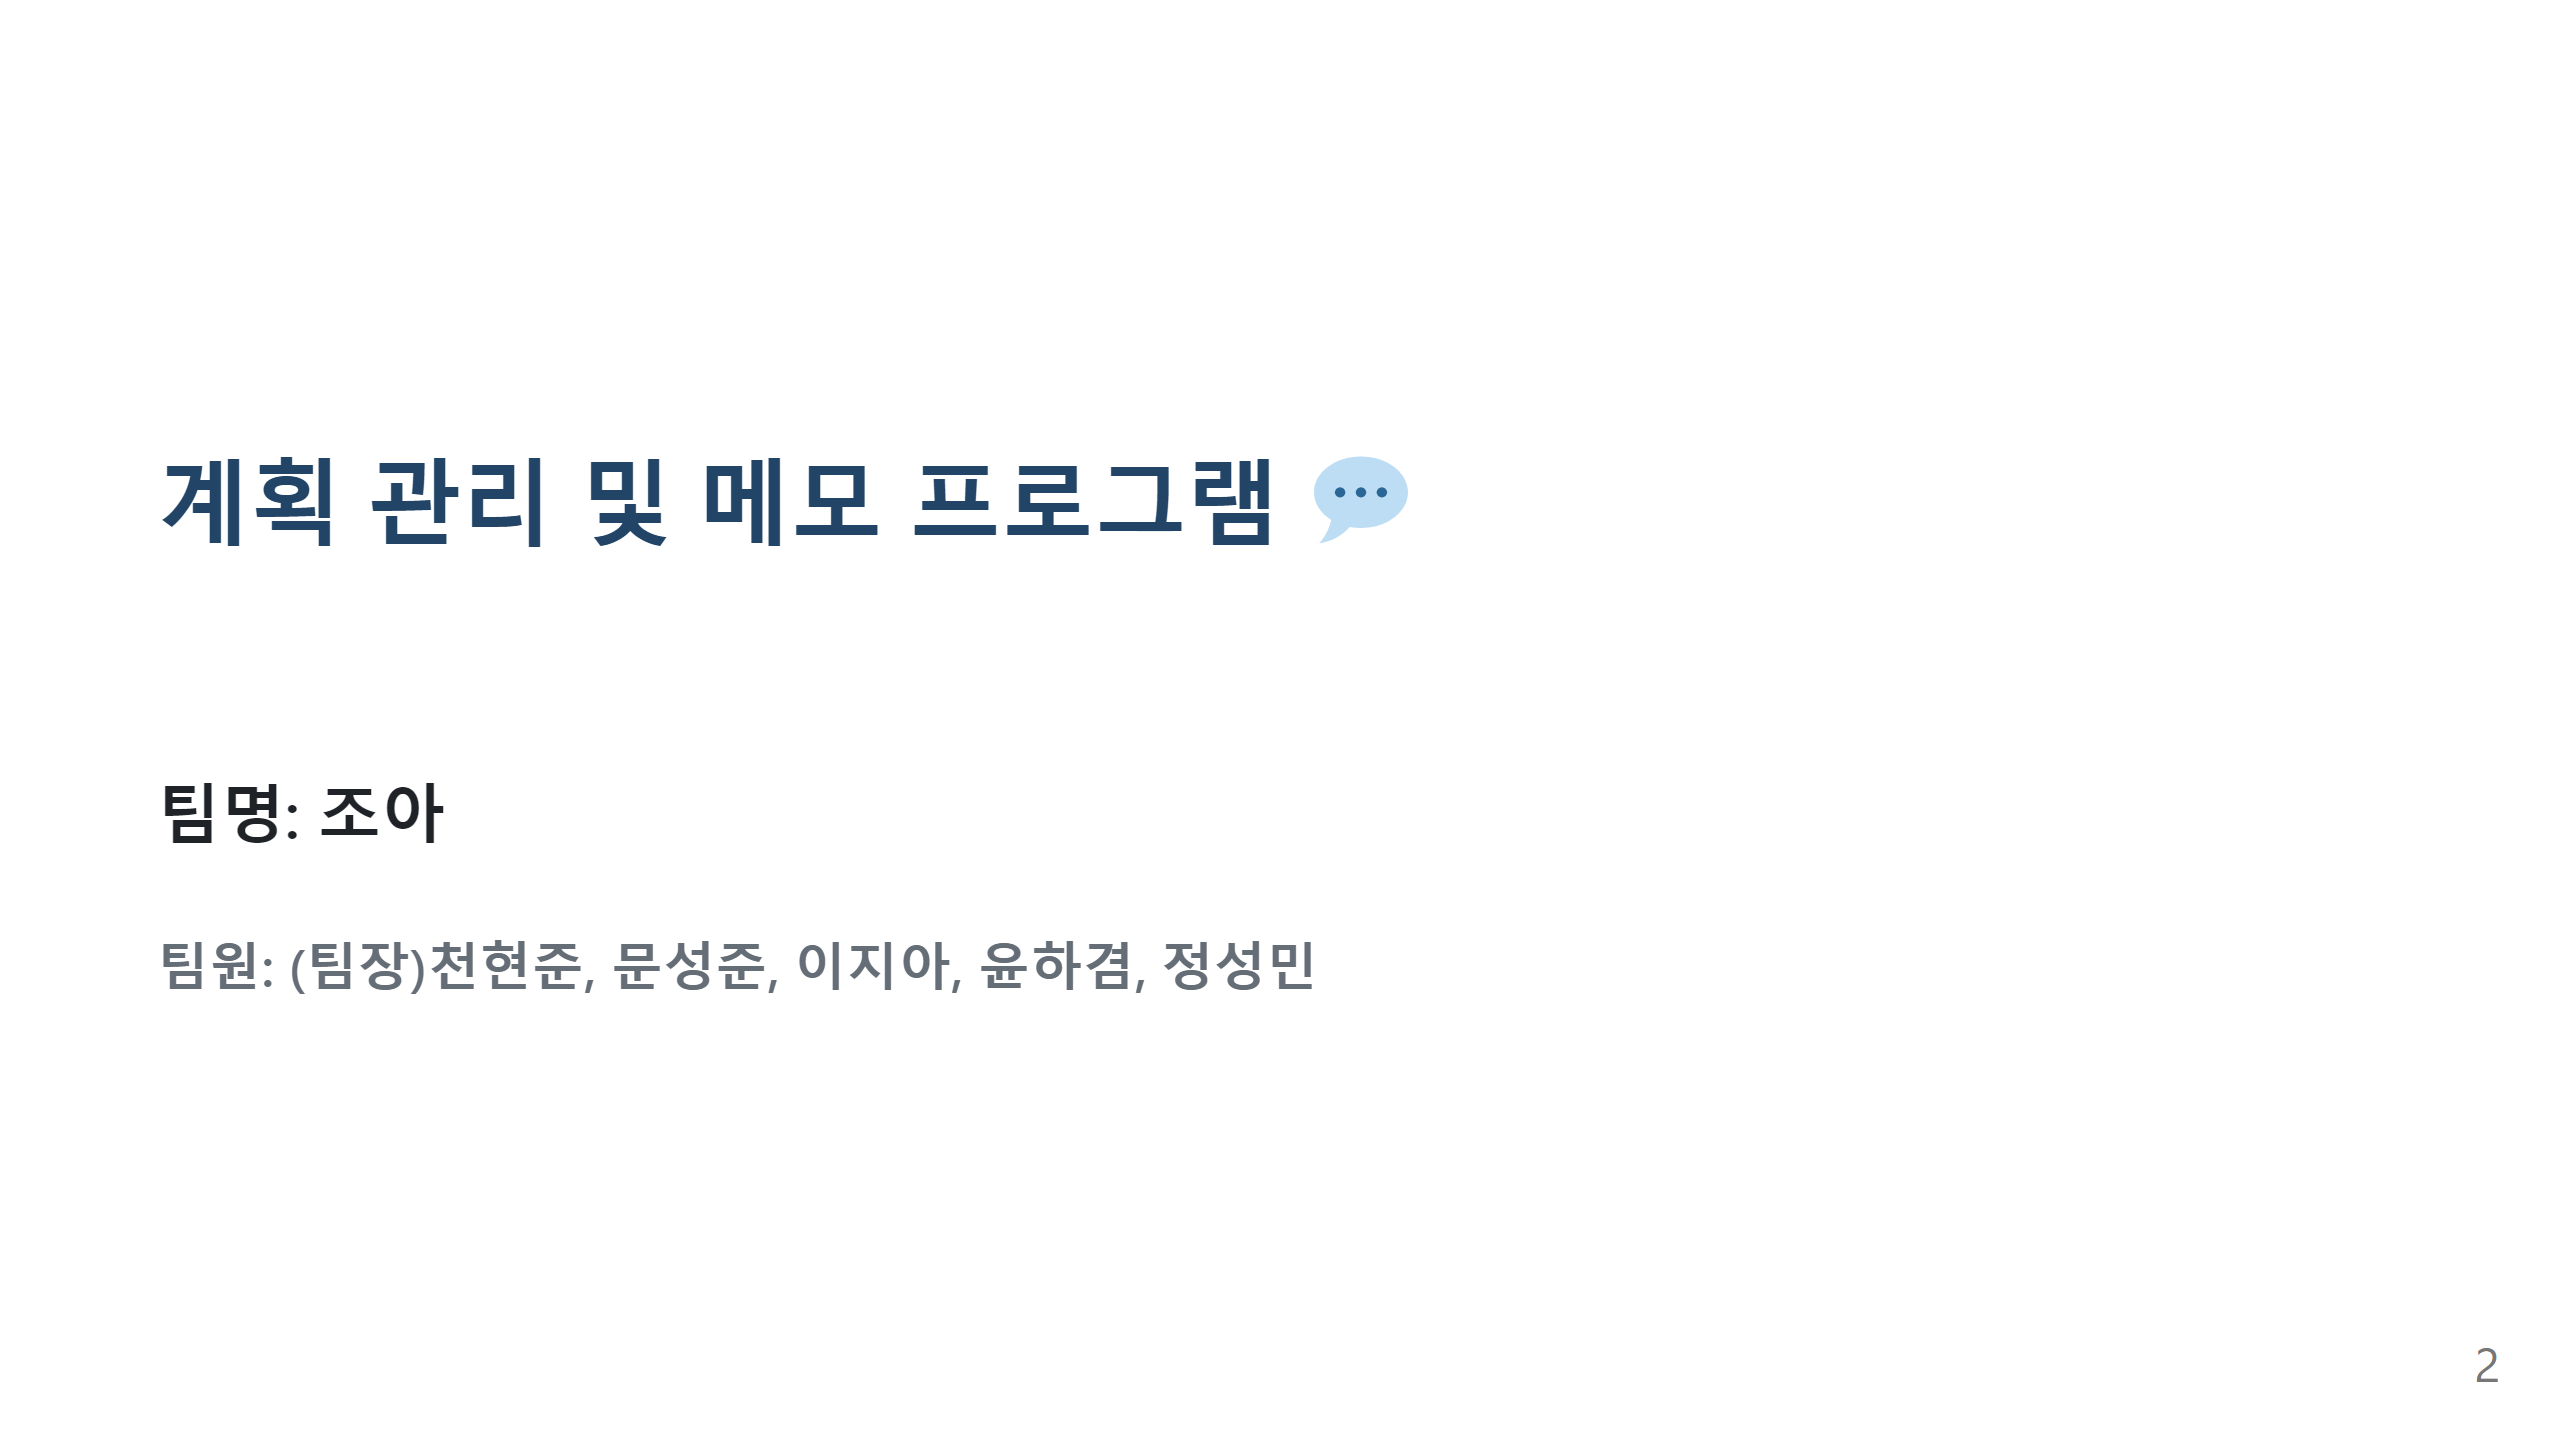 계획 관리 및 메모 프로그램 💬
팀명: 조아
팀원: (팀장)천현준, 문성준, 이지아, 윤하겸, 정성민
2